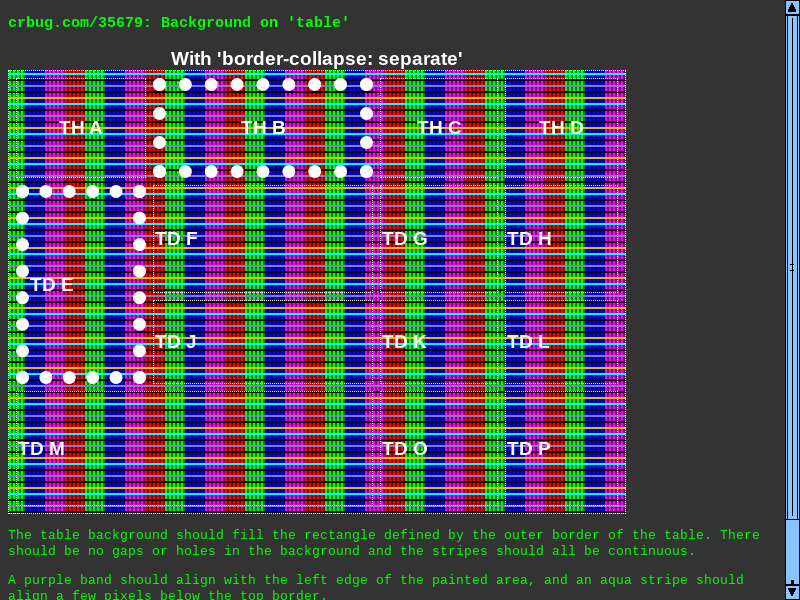 crbug.com/35679: Background on 'table'
With 'border-collapse: separate'
TH A TH B TH C TH D
TD F TD G TD H
TD E
TD J TD K TD L
TD M TD O TD P
The table background should fill the rectangle defined by the outer border of the table. There
should be no gaps or holes in the background and the stripes should all be continuous.
A purple band should align with the left edge of the painted area, and an aqua stripe should
align a few pixels below the top border.